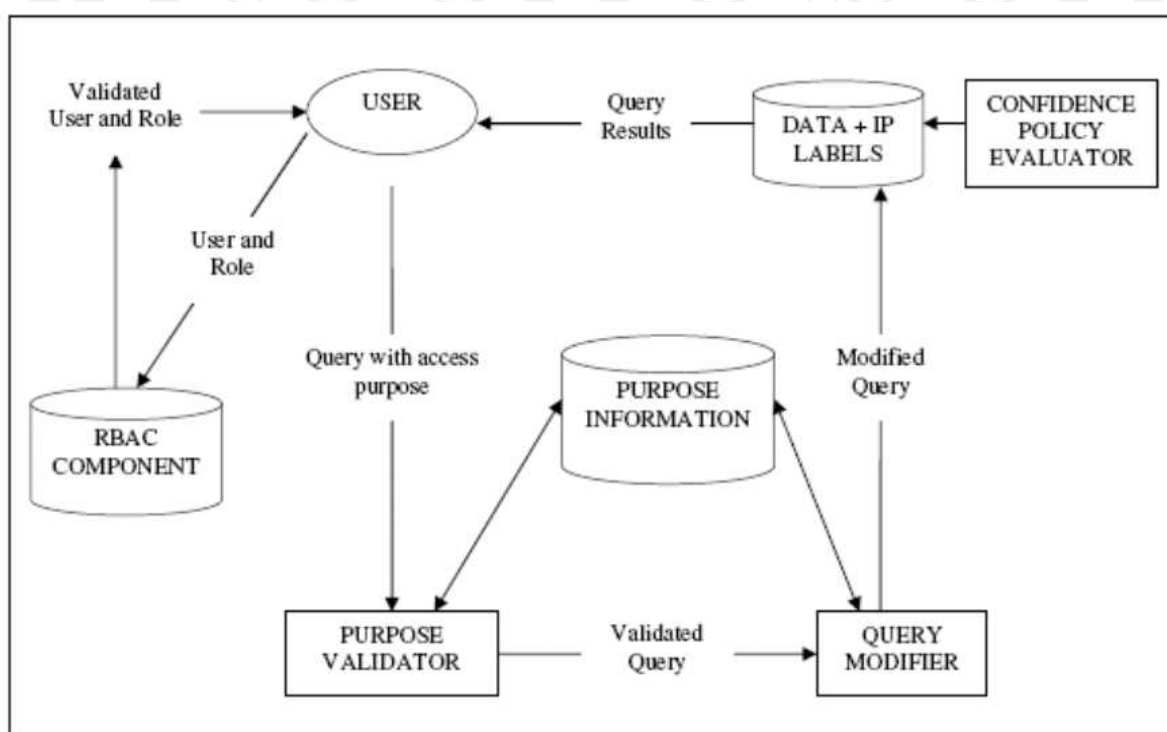 Validated
User and Role
USER
Query
Results
DATA + IP
LABELS
CONFIDENCE
POLICY
EVALUATOR
User and
Role
Query with access
purpose
PURPOSE
INFORMATION
Modified
Query
RBAC
COMPONENT
PURPOSE
VALIDATOR
Validated
Query
QUERY
MODIFIER